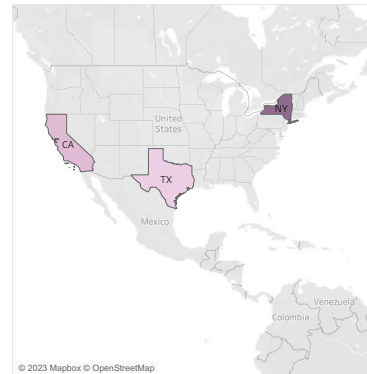 NY
United
States
CA
TX
Mexico
Venezuela
Colombia
© 2023 Mapbox © OpenStreetMap